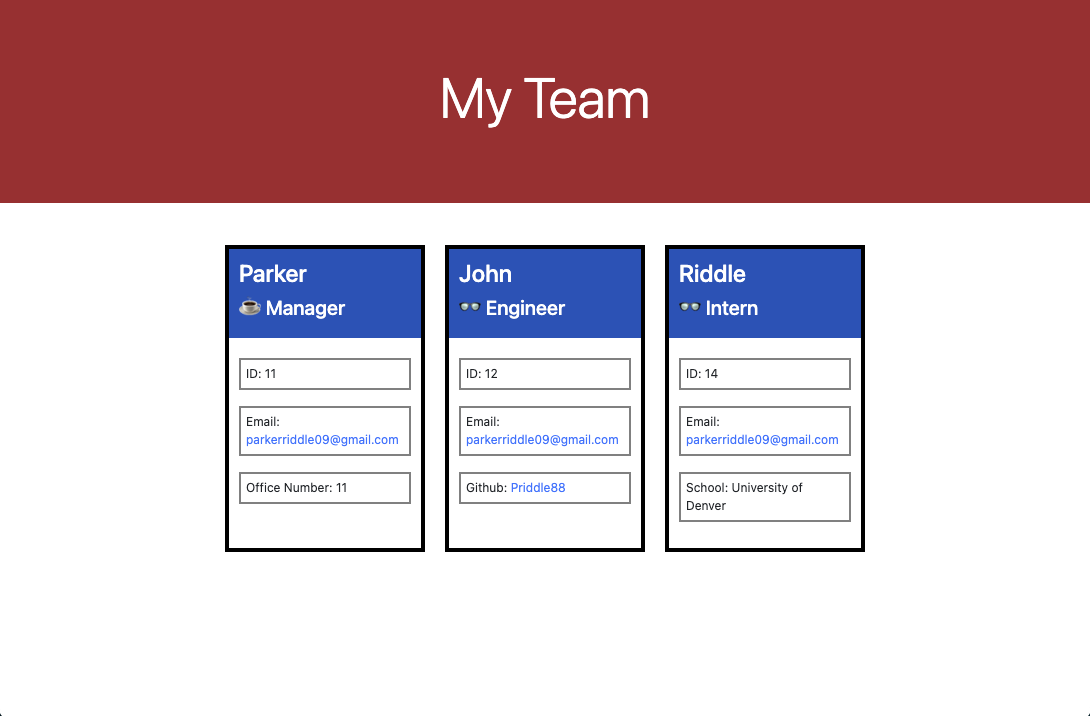 My Team
Parker
☕ Manager
ID: 11
Email:
parkerriddle09@gmail.com
Office Number: 11
John
👓 Engineer
ID: 12
Email:
parkerriddle09@gmail.com
Github: Priddle88
Riddle
👓 Intern
ID: 14
Email:
parkerriddle09@gmail.com
School: University of
Denver